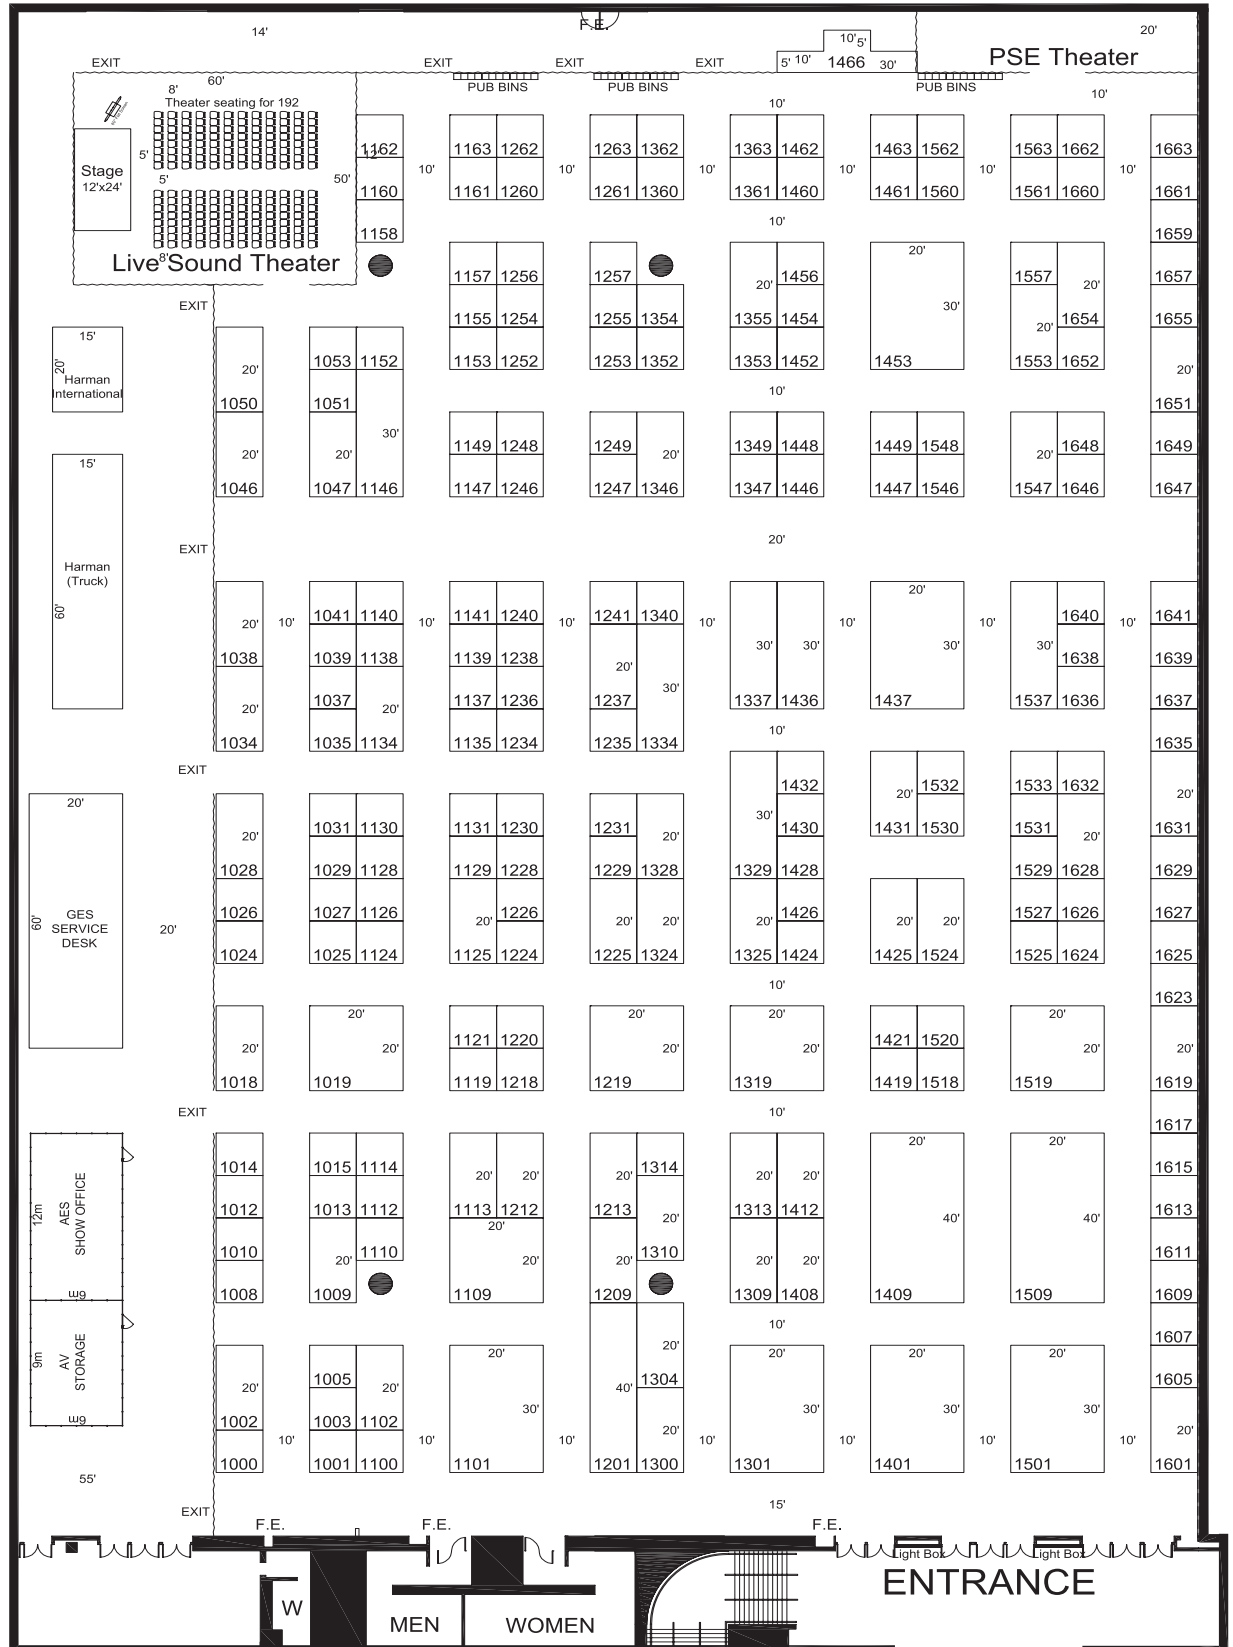 F.E.
14' 10' 5' 20'
EXIT EXIT EXIT EXIT 5' 10' 1466 30' PSE Theater
60' PUB BINS PUB BINS PUB BINS
8' 10' 10'
Theater seating for 192
1162 12' 1163 1262 1263 1362 1363 1462 1463 1562 1563 1662 1663
5' 10' 10' 10' 10' 10' 10'
Stage 5' 50'
12'x24' 1160 1161 1260 1261 1360 1361 1460 1461 1560 1561 1660 1661
10'
1158 1659
Live Sound Theater 8' 20'
1157 1256 1257 1456 1557 1657
20' 20'
EXIT 30'
1155 1254 1255 1354 1355 1454 1654 1655
15' 20'
20' 1053 1152 1153 1252 1253 1352 1353 1452 1453 1553 1652
Harman 20' 20'
International 10'
1050 1051 1651
15' 30'
1149 1248 1249 1349 1448 1449 1548 1648 1649
20' 20' 20' 20'
1046 1047 1146 1147 1246 1247 1346 1347 1446 1447 1546 1547 1646 1647
EXIT 20'
Harman
(Truck) 20'
60' 1041 1140 1141 1240 1241 1340 1640 1641
20' 10' 10' 10' 10' 10' 10' 10'
1038 1039 1138 1139 1238 20' 30' 30' 30' 30' 1638 1639
30'
1037 1137 1236 1237 1337 1436 1437 1537 1636 1637
20' 20'
1034 1035 1134 1135 1234 1235 1334 10' 1635
EXIT
1432 1532 1533 1632
20' 20' 20'
30'
20' 1031 1130 1131 1230 1231 20' 1430 1431 1530 1531 20' 1631
1028 1029 1128 1129 1228 1229 1328 1329 1428 1529 1628 1629
GES
SERVICE
DESK
60' 1026 1027 1126 1226 1426 1527 1626 1627
20' 20' 20' 20' 20' 20' 20'
1024 1025 1124 1125 1224 1225 1324 1325 1424 1425 1524 1525 1624 1625
10'
1623
20' 20' 20' 20'
1121 1220 1421 1520
20' 20' 20' 20' 20' 20'
1018 1019 1119 1218 1219 1319 1419 1518 1519 1619
EXIT 10'
1617
20' 20'
1014 1015 1114 1314 1615
20' 20' 20' 20' 20'
AES
SHOW OFFICE
12m
1012 1013 1112 1113 1212 1213 1313 1412 1613
20' 20' 40' 40'
1010 1110 1310 1611
20' 20' 20' 20' 20'
6m
1008 1009 1109 1209 1309 1408 1409 1509 1609
10'
1607
AV
STORAGE
9m
20' 20' 20' 20' 20'
1005 1304 1605
20' 20' 40'
1002 1003 1102 30' 30' 30' 30'
6m 20' 20'
10' 10' 10' 10' 10' 10' 10'
1000 1001 1100 1101 1201 1300 1301 1401 1501 1601
55'
15'
EXIT
F.E. F.E. F.E.
Light Box Light Box
ENTRANCE
W
MEN WOMEN